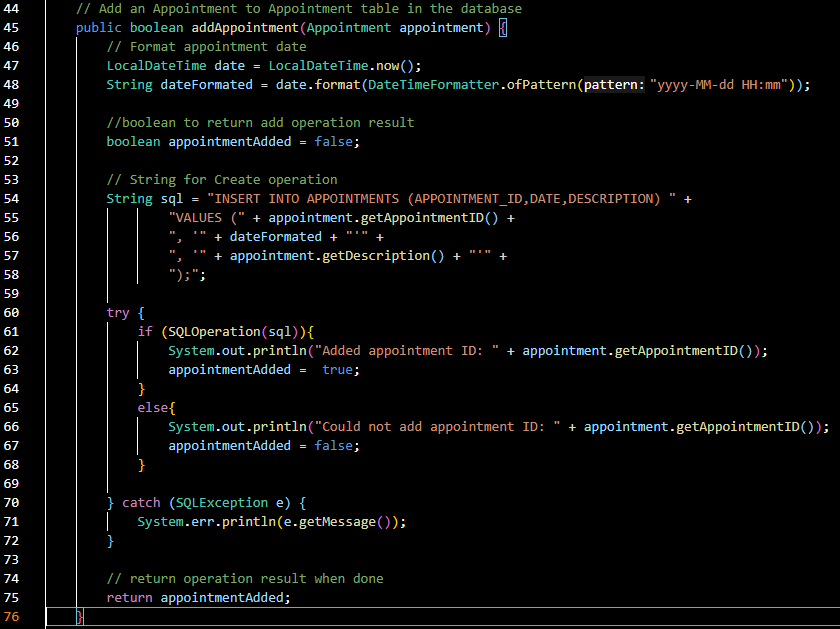 44 // Add an Appointment to Appointment table in the database
45 public boolean addAppointment(Appointment appointment) {
46 // Format appointment date
47 LocalDateTime date = LocalDateTime.now();
48 String dateFormated = date.format(DateTimeFormatter.ofPattern(pattern: "yyyy-MM-dd HH:mm"));
49
50 //boolean to return add operation result
51 boolean appointmentAdded = false;
52
53 // String for Create operation
54 String sql = "INSERT INTO APPOINTMENTS (APPOINTMENT_ID,DATE,DESCRIPTION) " +
55 "VALUES (" + appointment.getAppointmentID() +
56 ", '" + dateFormated + "'" +
57 ", '" + appointment.getDescription() + "'" +
58 ");";
59
60 try {
61 if (SQLOperation(sql)){
62 System.out.println("Added appointment ID: " + appointment.getAppointmentID());
63 appointmentAdded =  true;
64 }
65 else{
66 System.out.println("Could not add appointment ID: " + appointment.getAppointmentID());
67 appointmentAdded = false;
68 }
69
70 } catch (SQLException e) {
71 System.err.println(e.getMessage());
72 }
73
74 // return operation result when done
75 return appointmentAdded;
76 }